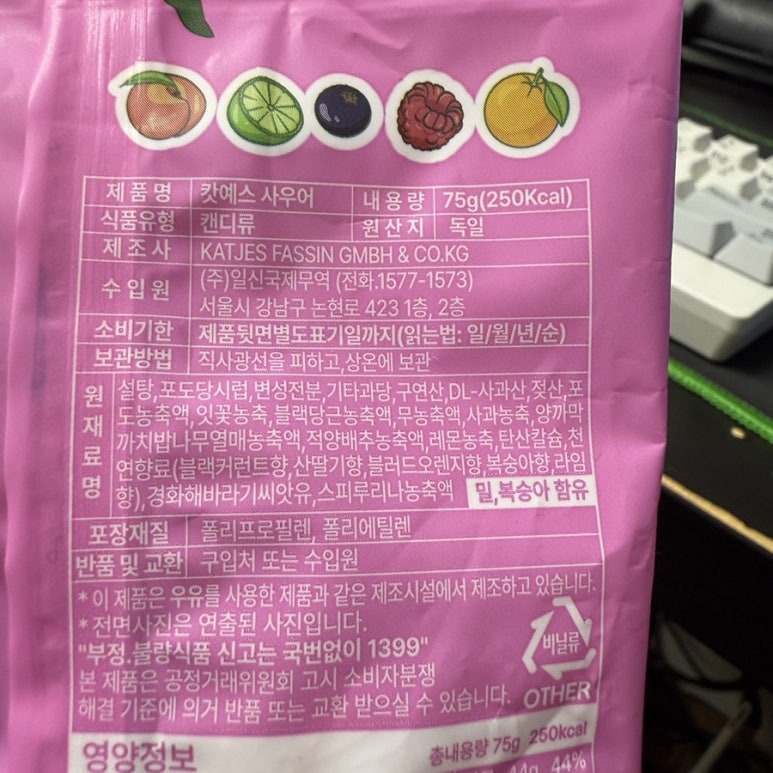 제품명 캇예스 사우어 내용량 75g(250Kcal)
식품유형 캔디류 원산지 독일
제조사 KATJES FASSIN GMBH & CO.KG
수입원 (주)일신국제무역 (전화.1577-1573)
서울시 강남구 논현로 423 1층, 2층
소비기한 제품뒷면별도표기일까지(읽는법: 일/월/년/순)
보관방법 직사광선을 피하고,상온에 보관
원재료명 설탕,포도당시럽,변성전분,기타과당,구연산,DL-사과산,젖산,포
도농축액,잇꽃농축,블랙당근농축액,무농축액,사과농축,양까막
까치밥나무열매농축액,적양배추농축액,레몬농축,탄산칼슘,천
연향료(블랙커런트향,산딸기향,블러드오렌지향,복숭아향,라임
향),경화해바라기씨앗유,스피루리나농축액 밀,복숭아 함유
포장재질 폴리프로필렌, 폴리에틸렌
반품 및 교환 구입처 또는 수입원
* 이 제품은 우유를 사용한 제품과 같은 제조시설에서 제조하고 있습니다.
* 전면사진은 연출된 사진입니다.
"부정.불량식품 신고는 국번없이 1399"
본 제품은 공정거래위원회 고시 소비자분쟁
해결 기준에 의거 반품 또는 교환 받으실 수 있습니다.
비닐류
OTHER
영양정보 총내용량 75g 250kcal
44g 44%